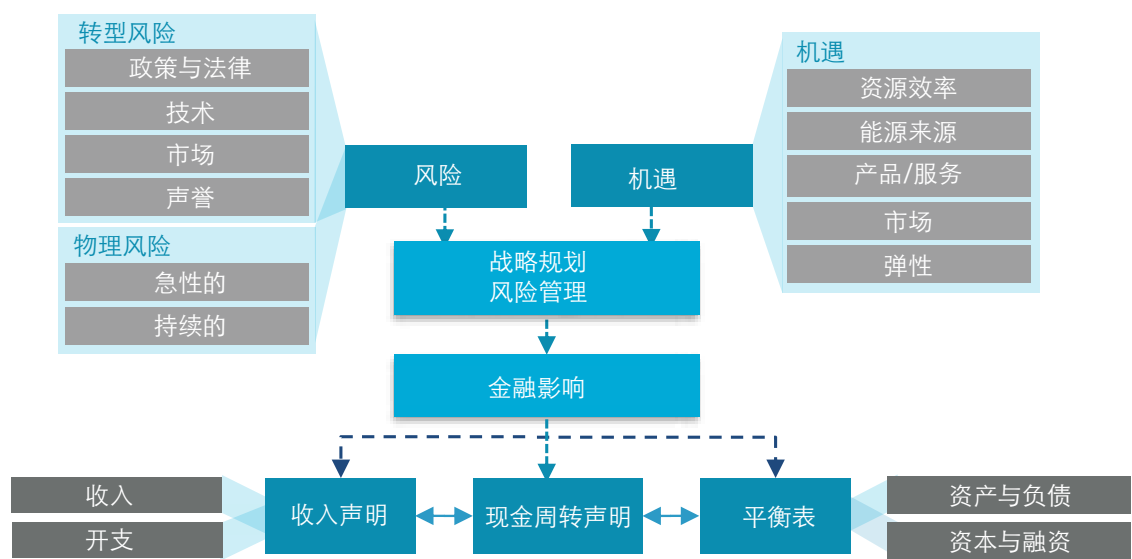 转型风险
政策与法律
技术
市场
声誉
物理风险
急性的
持续的
风险
机遇
机遇
资源效率
能源来源
产品/服务
市场
弹性
战略规划
风险管理
金融影响
收入
开支
收入声明
现金周转声明
平衡表
资产与负债
资本与融资